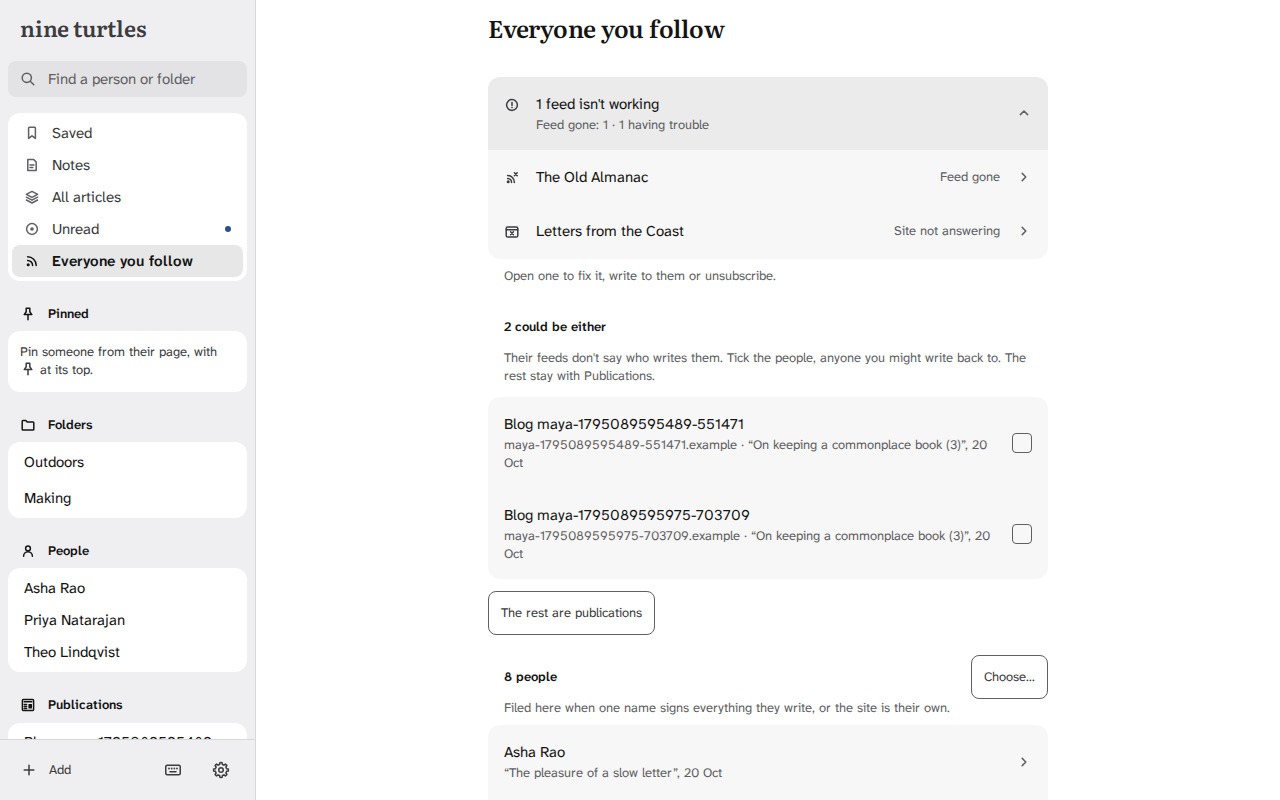 nine turtles
Find a person or folder
Saved
Notes
All articles
Unread
Everyone you follow
Pinned
Pin someone from their page, with
at its top.
Folders
Outdoors
Making
People
Asha Rao
Priya Natarajan
Theo Lindqvist
Publications
Add
Everyone you follow
1 feed isn't working
Feed gone: 1 · 1 having trouble
The Old Almanac
Feed gone
Letters from the Coast
Site not answering
Open one to fix it, write to them or unsubscribe.
2 could be either
Their feeds don't say who writes them. Tick the people, anyone you might write back to. The
rest stay with Publications.
Blog maya-1795089595489-551471
maya-1795089595489-551471.example · “On keeping a commonplace book (3)”, 20
Oct
Blog maya-1795089595975-703709
maya-1795089595975-703709.example · “On keeping a commonplace book (3)”, 20
Oct
The rest are publications
8 people
Choose…
Filed here when one name signs everything they write, or the site is their own.
Asha Rao
“The pleasure of a slow letter”, 20 Oct